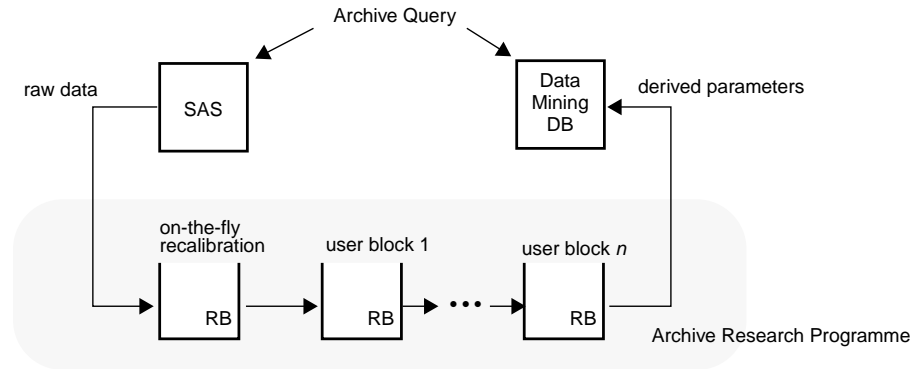 Archive Query
raw data
SAS
Data
Mining
DB
derived parameters
on-the-fly
recalibration
user block 1
user block n
RB
RB
•••
RB
Archive Research Programme